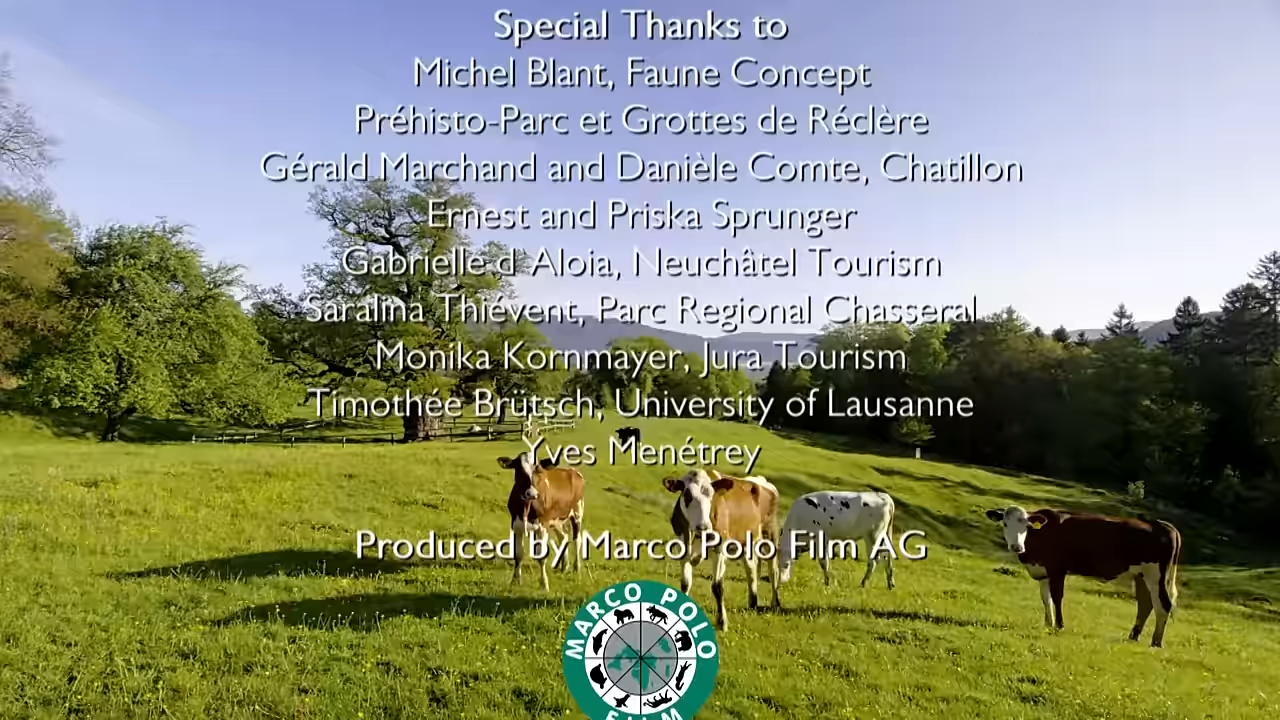 Special Thanks to
Michel Blant, Faune Concept
Préhisto-Parc et Grottes de Réclère
Gérald Marchand and Danièle Comte, Chatillon
Ernest and Priska Sprunger
Gabrielle d´Aloia, Neuchâtel Tourism
Saralina Thiévent, Parc Regional Chasseral
Monika Kornmayer, Jura Tourism
Timothée Brütsch, University of Lausanne
Yves Menétrey
Produced by Marco Polo Film AG
MARCO POLO
FILM